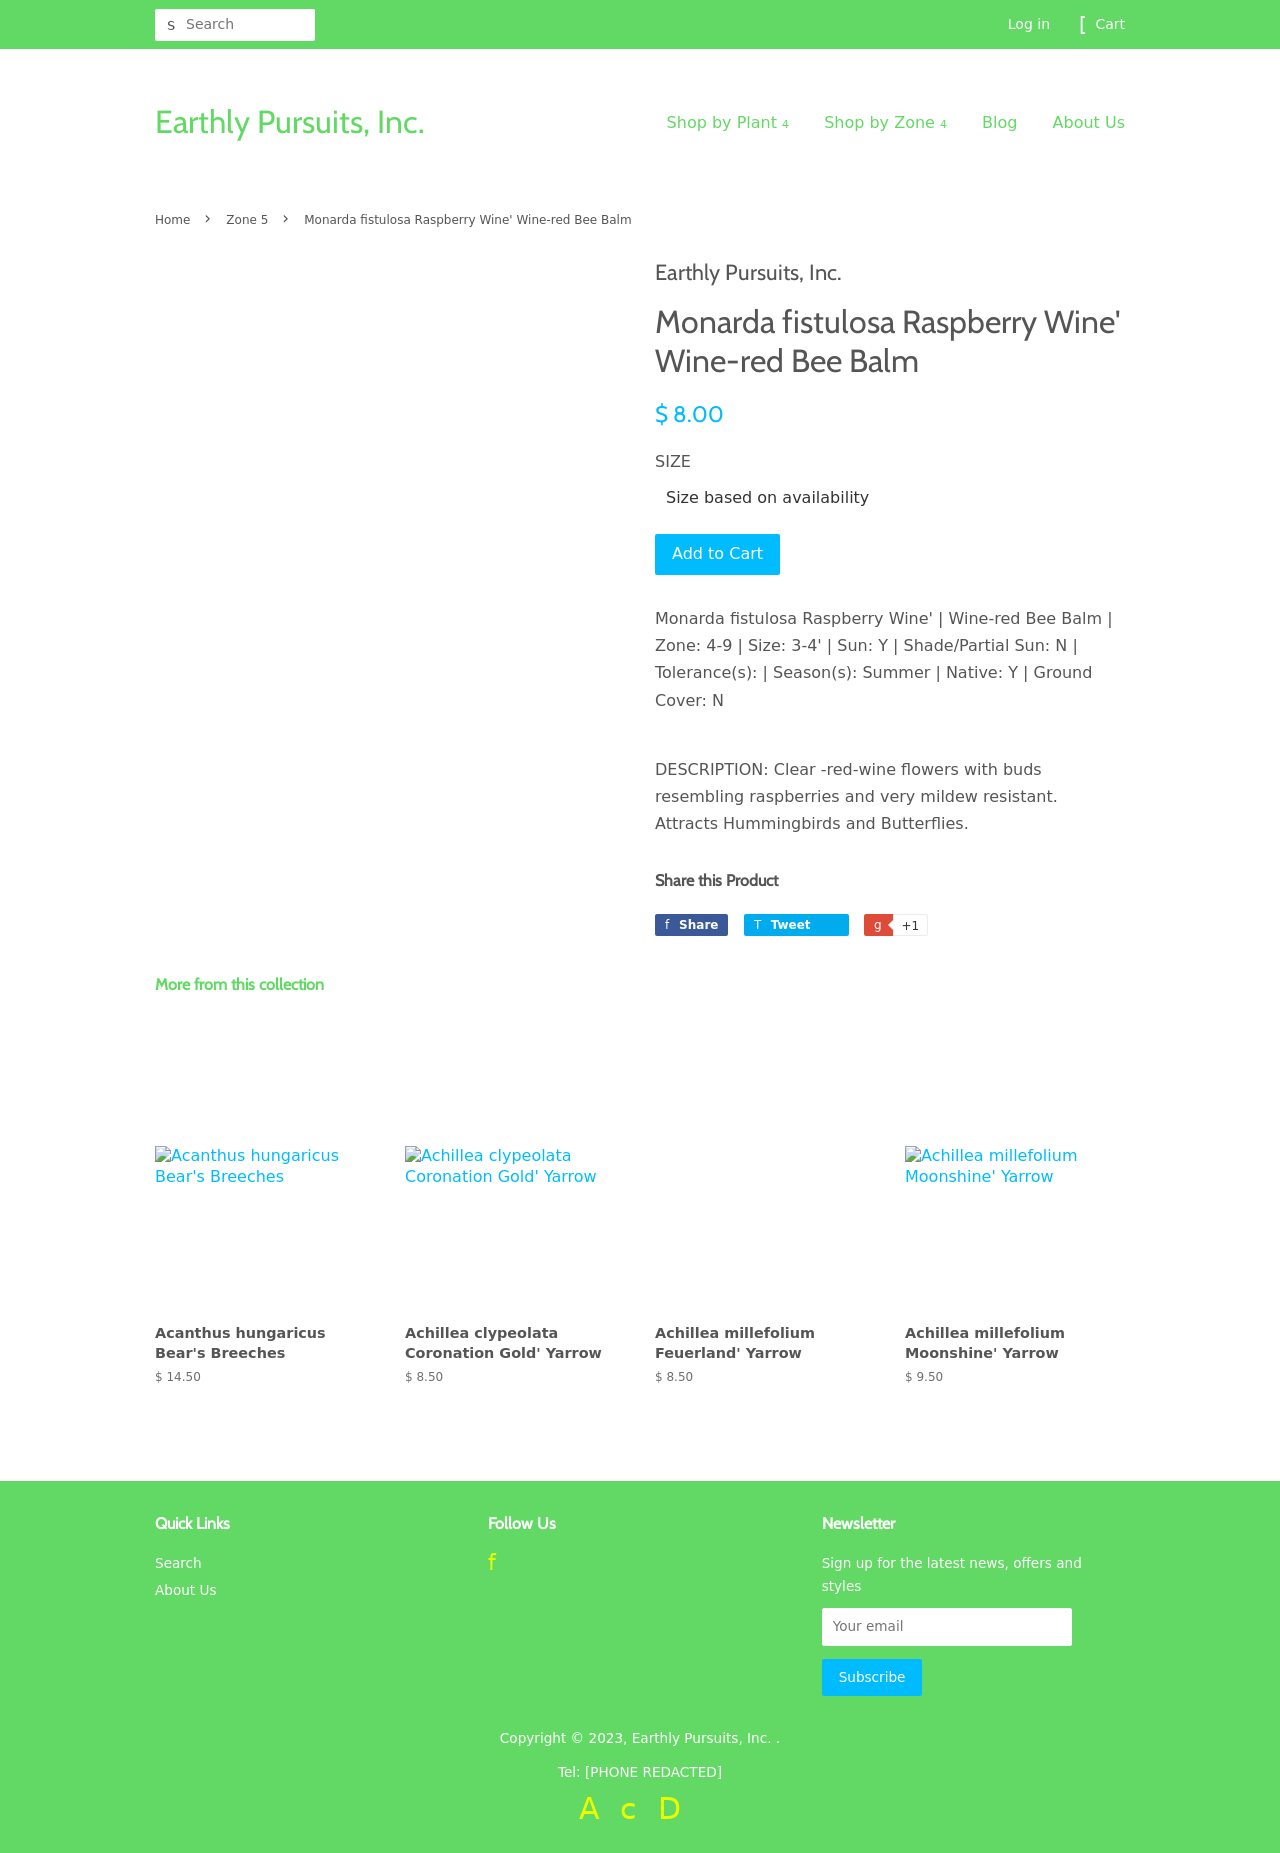 s Search
Log in [ Cart
Earthly Pursuits, Inc.
Shop by Plant 4 Shop by Zone 4 Blog About Us
Home › Zone 5 › Monarda fistulosa Raspberry Wine' Wine-red Bee Balm
Earthly Pursuits, Inc.
Monarda fistulosa Raspberry Wine'
Wine-red Bee Balm
$ 8.00
SIZE
Size based on availability
Add to Cart
Monarda fistulosa Raspberry Wine' | Wine-red Bee Balm |
Zone: 4-9 | Size: 3-4' | Sun: Y | Shade/Partial Sun: N |
Tolerance(s): | Season(s): Summer | Native: Y | Ground
Cover: N
DESCRIPTION: Clear -red-wine flowers with buds
resembling raspberries and very mildew resistant.
Attracts Hummingbirds and Butterflies.
Share this Product
f Share T Tweet g +1
More from this collection
Acanthus hungaricus
Bear's Breeches
Achillea clypeolata
Coronation Gold' Yarrow
Achillea millefolium
Moonshine' Yarrow
Acanthus hungaricus
Bear's Breeches
$ 14.50
Achillea clypeolata
Coronation Gold' Yarrow
$ 8.50
Achillea millefolium
Feuerland' Yarrow
$ 8.50
Achillea millefolium
Moonshine' Yarrow
$ 9.50
Quick Links
Search
About Us
Follow Us
f
Newsletter
Sign up for the latest news, offers and
styles
Your email
Subscribe
Copyright © 2023, Earthly Pursuits, Inc. .
Tel: [PHONE REDACTED]
A c D